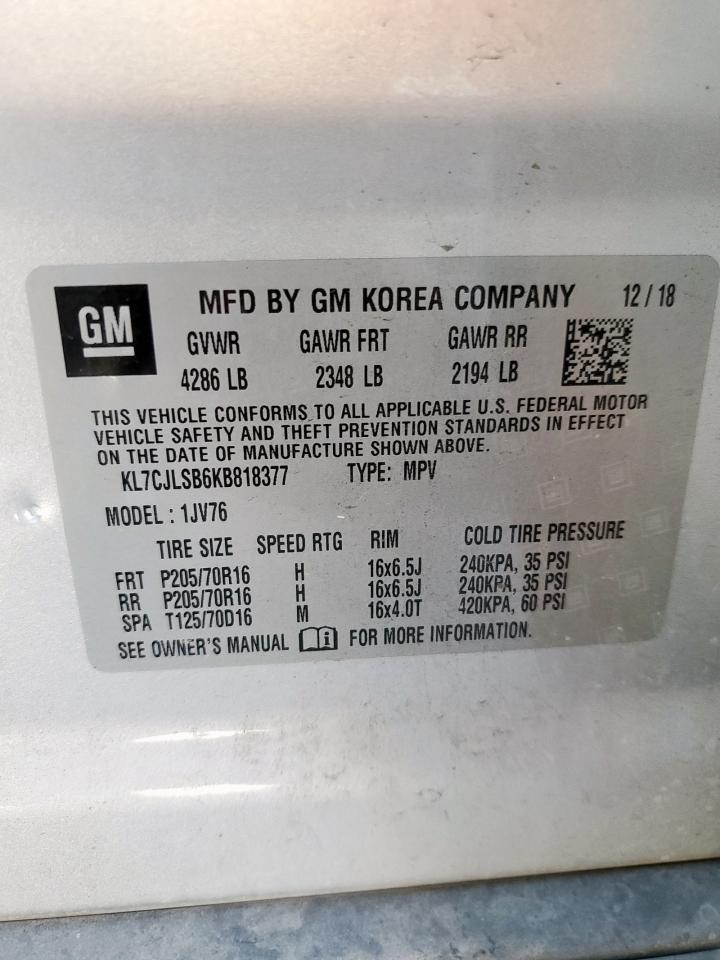 GM
MFD BY GM KOREA COMPANY 12 / 18
GVWR GAWR FRT GAWR RR
4286 LB 2348 LB 2194 LB
THIS VEHICLE CONFORMS TO ALL APPLICABLE U.S. FEDERAL MOTOR
VEHICLE SAFETY AND THEFT PREVENTION STANDARDS IN EFFECT
ON THE DATE OF MANUFACTURE SHOWN ABOVE.
KL7CJLSB6KB818377 TYPE: MPV
MODEL : 1JV76
TIRE SIZE SPEED RTG RIM COLD TIRE PRESSURE
FRT P205/70R16 H 16x6.5J 240KPA, 35 PSI
RR P205/70R16 H 16x6.5J 240KPA, 35 PSI
SPA T125/70D16 M 16x4.0T 420KPA, 60 PSI
SEE OWNER'S MANUAL FOR MORE INFORMATION.